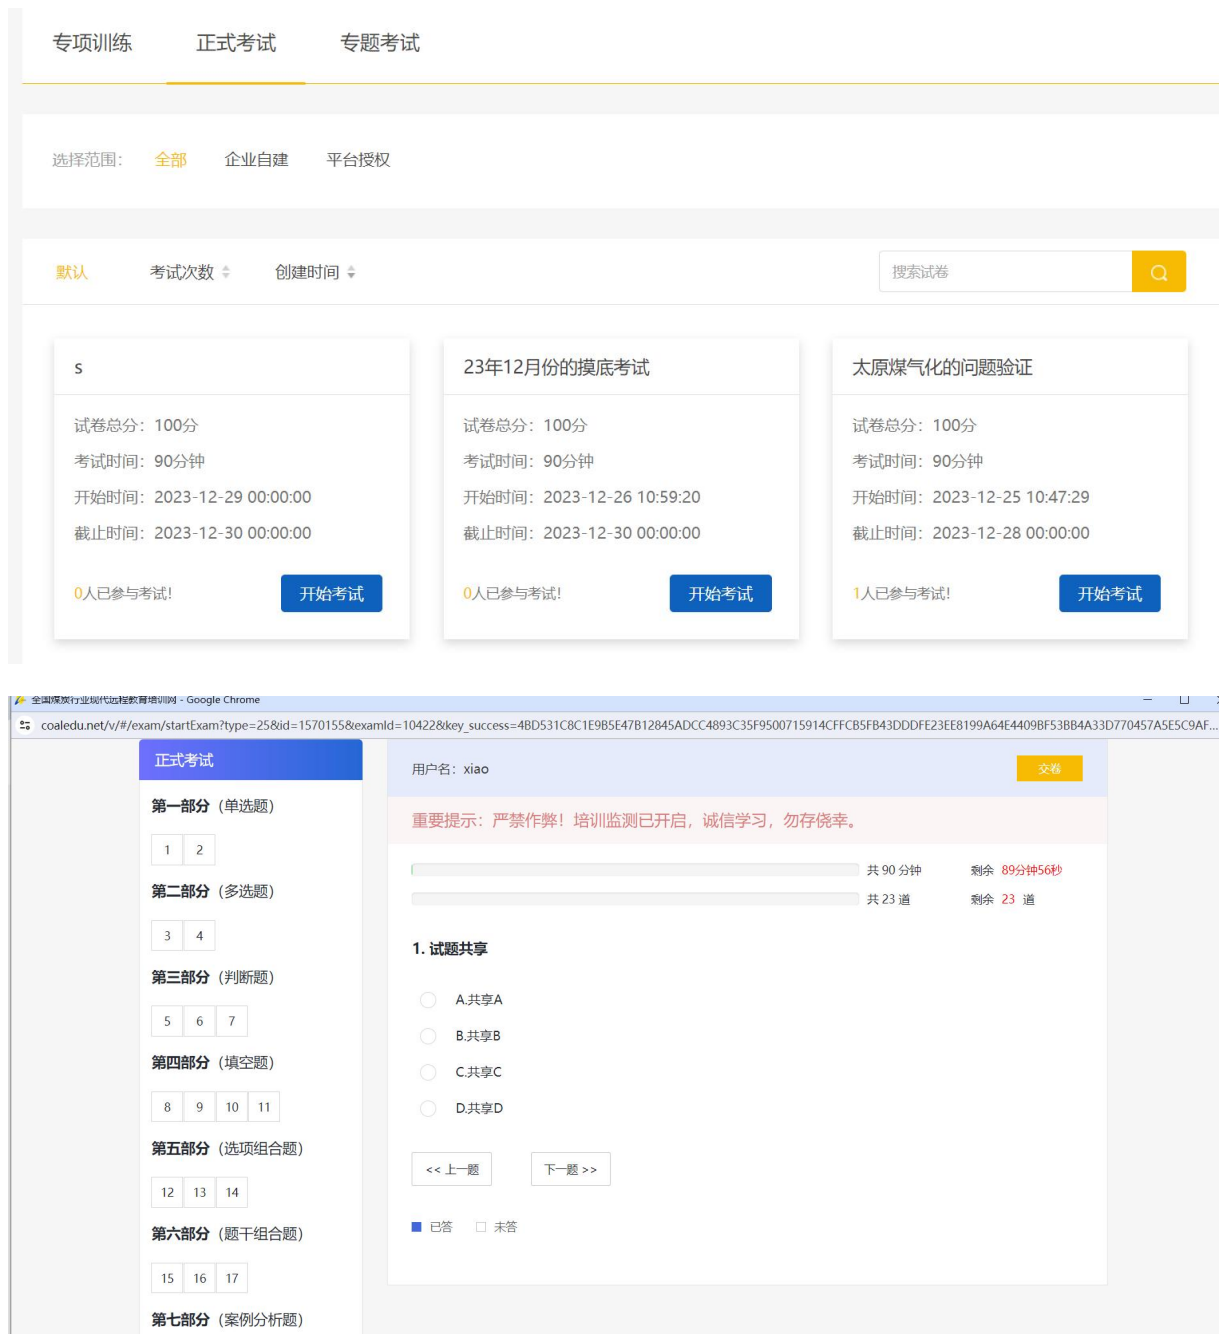 专项训练 正式考试 专题考试
选择范围： 全部 企业自建 平台授权
默认 考试次数 创建时间 搜索试卷
s
试卷总分：100分
考试时间：90分钟
开始时间：2023-12-29 00:00:00
截止时间：2023-12-30 00:00:00
0人已参与考试! 开始考试
23年12月份的摸底考试
试卷总分：100分
考试时间：90分钟
开始时间：2023-12-26 10:59:20
截止时间：2023-12-30 00:00:00
0人已参与考试! 开始考试
太原煤气化的问题验证
试卷总分：100分
考试时间：90分钟
开始时间：2023-12-25 10:47:29
截止时间：2023-12-28 00:00:00
1人已参与考试! 开始考试
全国煤炭行业现代远程教育培训网 - Google Chrome
coaledu.net/v/#/exam/startExam?type=25&id=1570155&examId=10422&key_success=4BD531C8C1E9B5E47B12845ADCC4893C35F9500715914CFFCB5FB43DDDFE23EE8199A64E4409BF53BB4A33D770457A5E5C9AF...
正式考试
第一部分（单选题）
1 2
第二部分（多选题）
3 4
第三部分（判断题）
5 6 7
第四部分（填空题）
8 9 10 11
第五部分（选项组合题）
12 13 14
第六部分（题干组合题）
15 16 17
第七部分（案例分析题）
用户名：xiao 交卷
重要提示：严禁作弊！培训监测已开启，诚信学习，勿存侥幸。
共 90 分钟 剩余 89分钟56秒
共 23 道 剩余 23 道
1. 试题共享
A.共享A
B.共享B
C.共享C
D.共享D
<< 上一题 下一题 >>
已答 未答